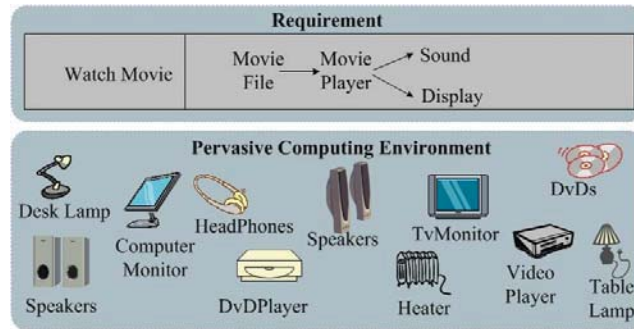 Requirement
Watch Movie
Movie
File
Movie
Player
Sound
Display
Pervasive Computing Environment
Desk Lamp
Computer
Monitor
HeadPhones
Speakers
TvMonitor
DvDs
Speakers
DvDPlayer
Heater
Video
Player
Table
Lamp